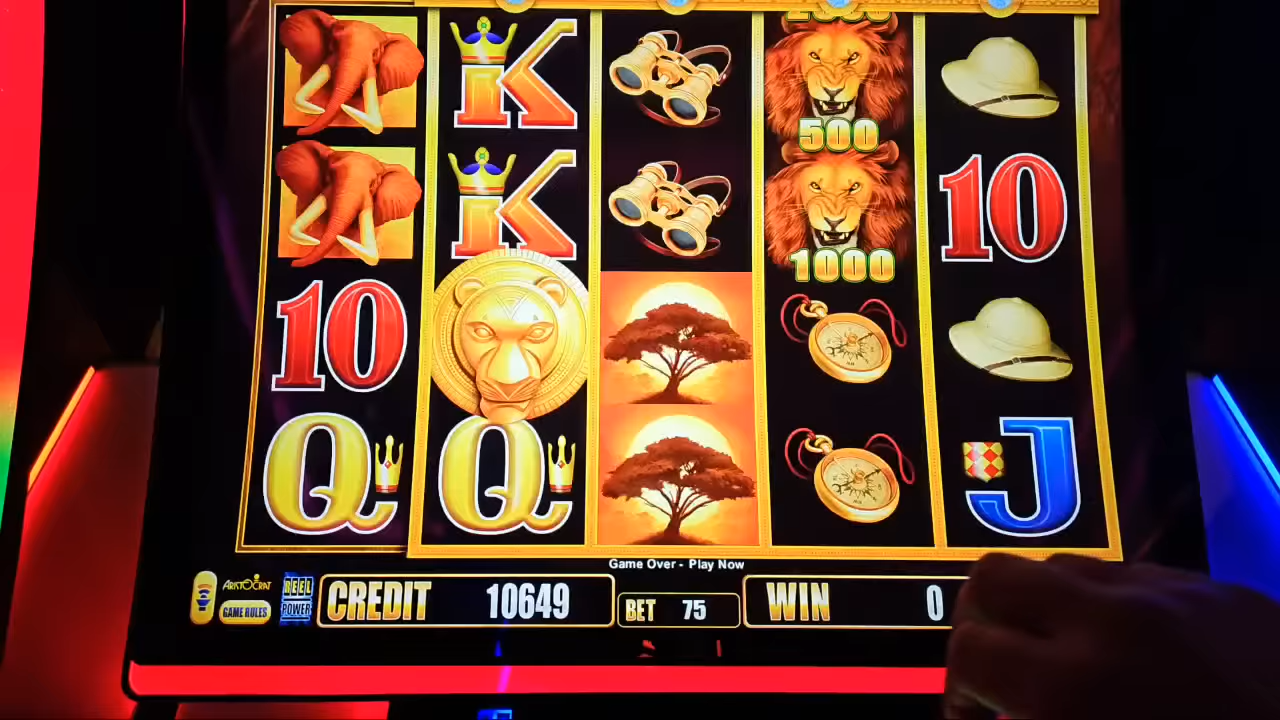 K
500
K
1000
10
10
Q
Q
J
Game Over - Play Now
ARISTOCRAT
GAME RULES
REEL
POWER
CREDIT 10649
BET 75
WIN 0